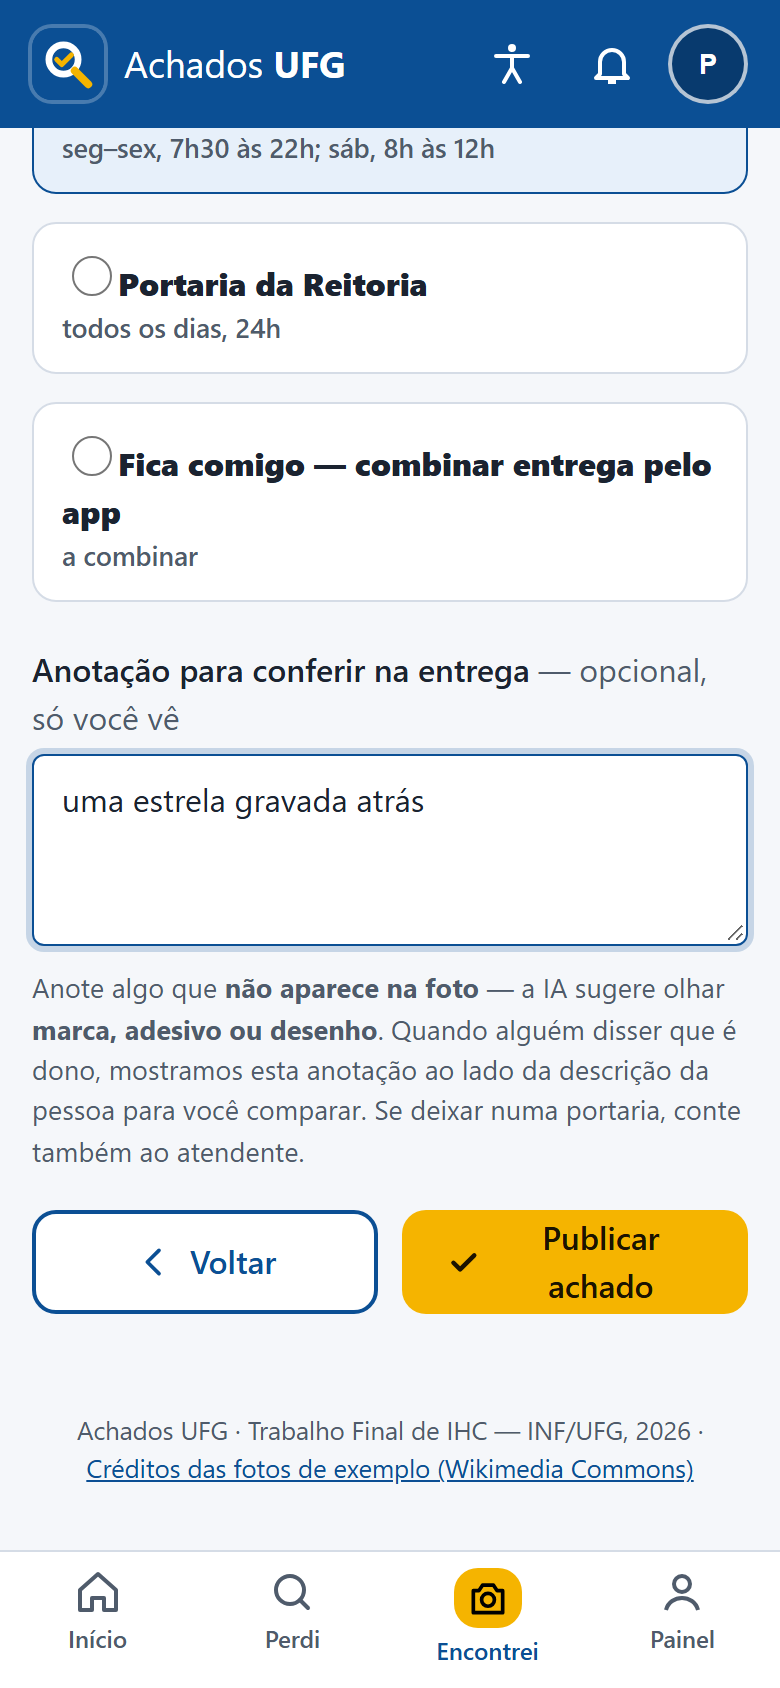 Achados UFG
P
seg–sex, 7h30 às 22h; sáb, 8h às 12h
Portaria da Reitoria
todos os dias, 24h
Fica comigo — combinar entrega pelo
app
a combinar
Anotação para conferir na entrega — opcional,
só você vê
uma estrela gravada atrás
Anote algo que não aparece na foto — a IA sugere olhar
marca, adesivo ou desenho. Quando alguém disser que é
dono, mostramos esta anotação ao lado da descrição da
pessoa para você comparar. Se deixar numa portaria, conte
também ao atendente.
Voltar
Publicar
achado
Achados UFG · Trabalho Final de IHC — INF/UFG, 2026 ·
Créditos das fotos de exemplo (Wikimedia Commons)
Início
Perdi
Encontrei
Painel